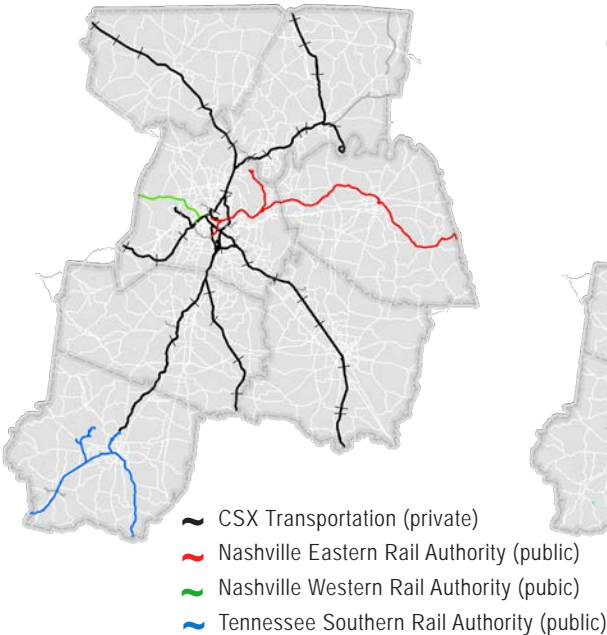 CSX Transportation (private)
Nashville Eastern Rail Authority (public)
Nashville Western Rail Authority (pubic)
Tennessee Southern Rail Authority (public)